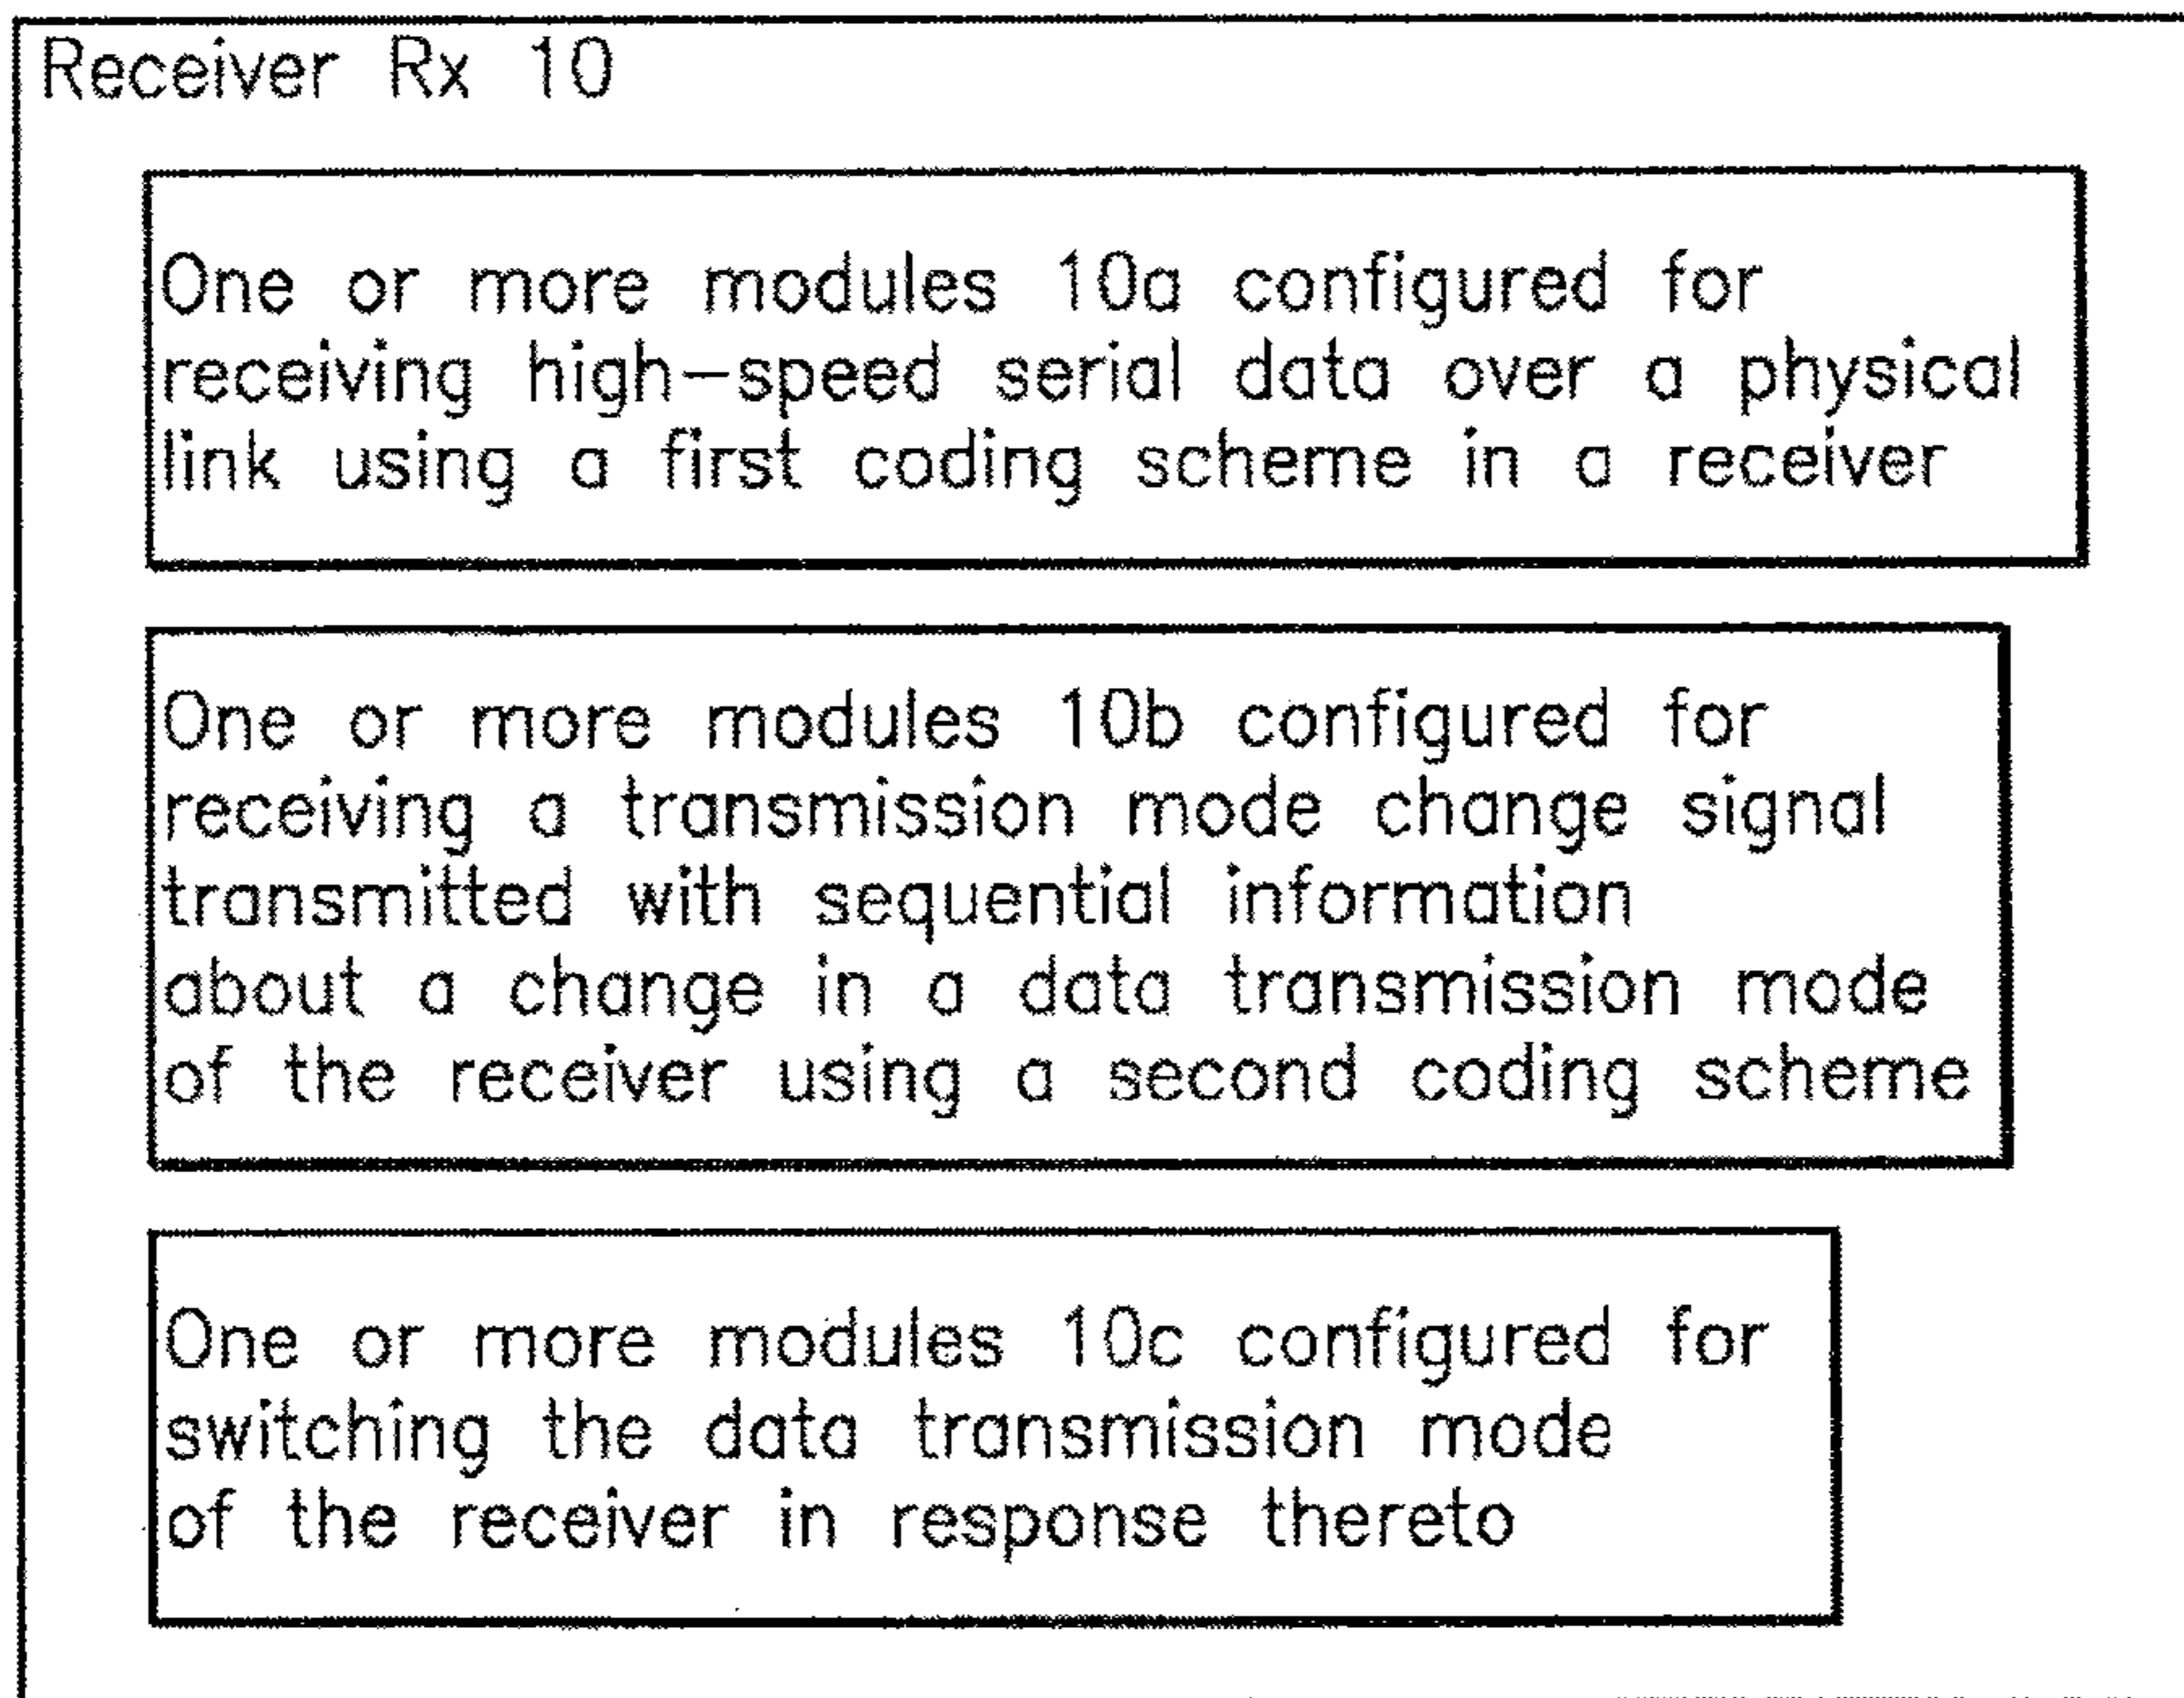 Receiver Rx 10
One or more modules 10a configured for
receiving high-speed serial data over a physical
link using a first coding scheme in a receiver
One or more modules 10b configured for
receiving a transmission mode change signal
transmitted with sequential information
about a change in a data transmission mode
of the receiver using a second coding scheme
One or more modules 10c configured for
switching the data transmission mode
of the receiver in response thereto